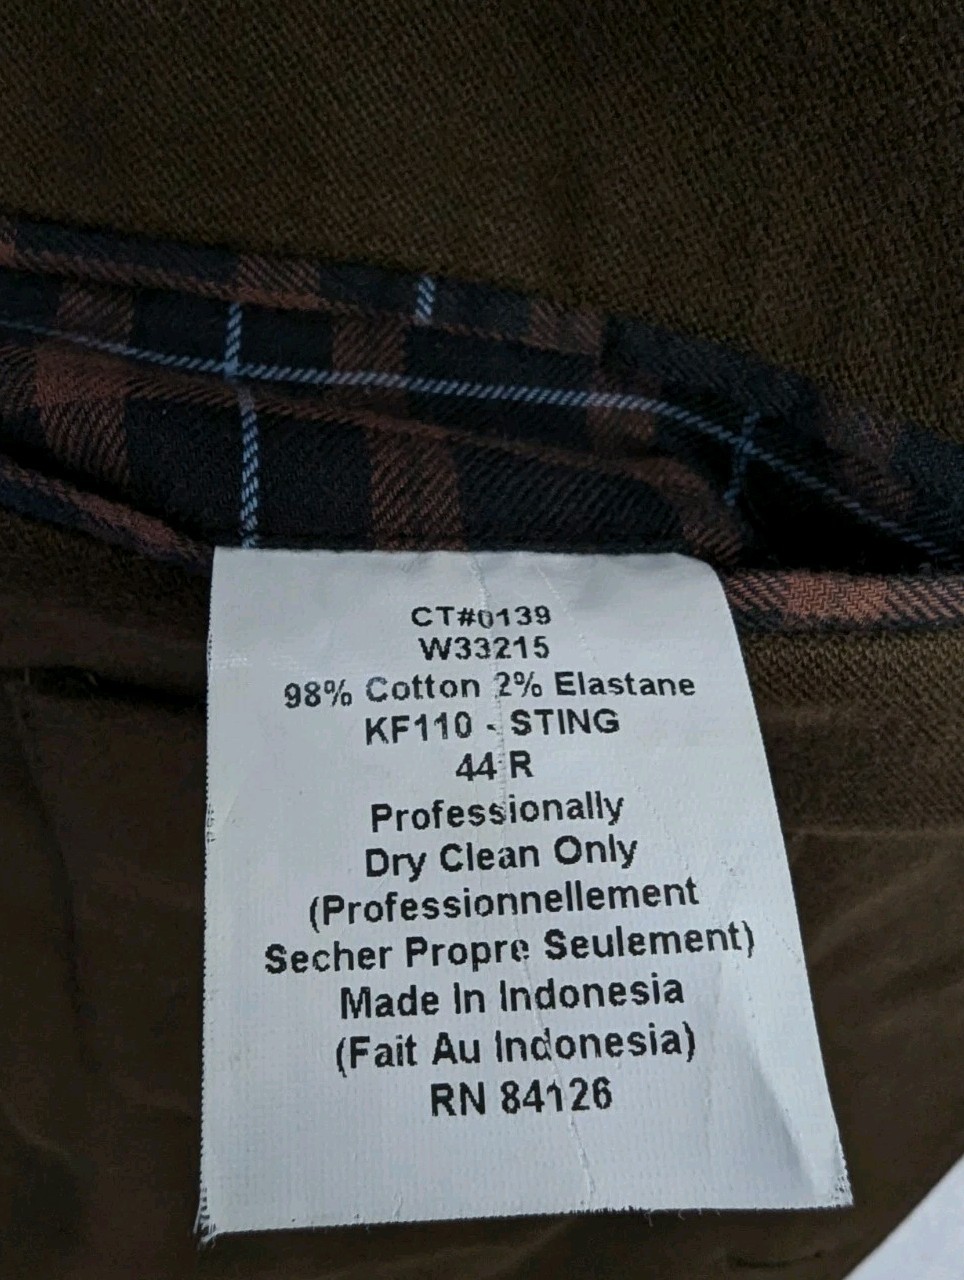 CT#0139
W33215
98% Cotton 2% Elastane
KF110 - STING
44 R
Professionally
Dry Clean Only
(Professionnellement
Secher Propre Seulement)
Made In Indonesia
(Fait Au Indonesia)
RN 84126